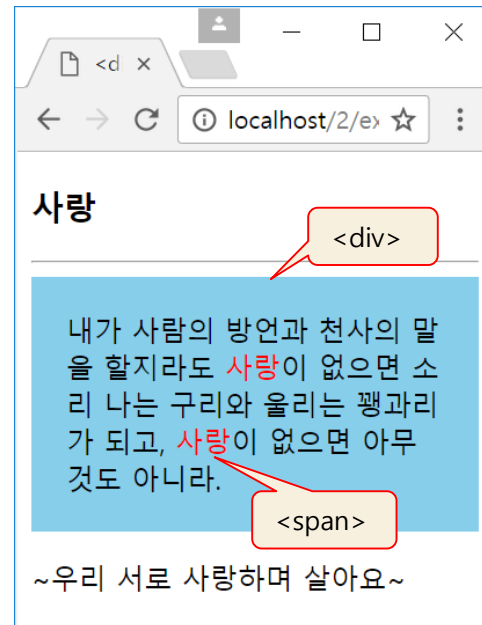 <d
localhost/2/ex
사랑
<div>
내가 사람의 방언과 천사의 말
을 할지라도 사랑이 없으면 소
리 나는 구리와 울리는 꽹과리
가 되고, 사랑이 없으면 아무
것도 아니라.
<span>
~우리 서로 사랑하며 살아요~